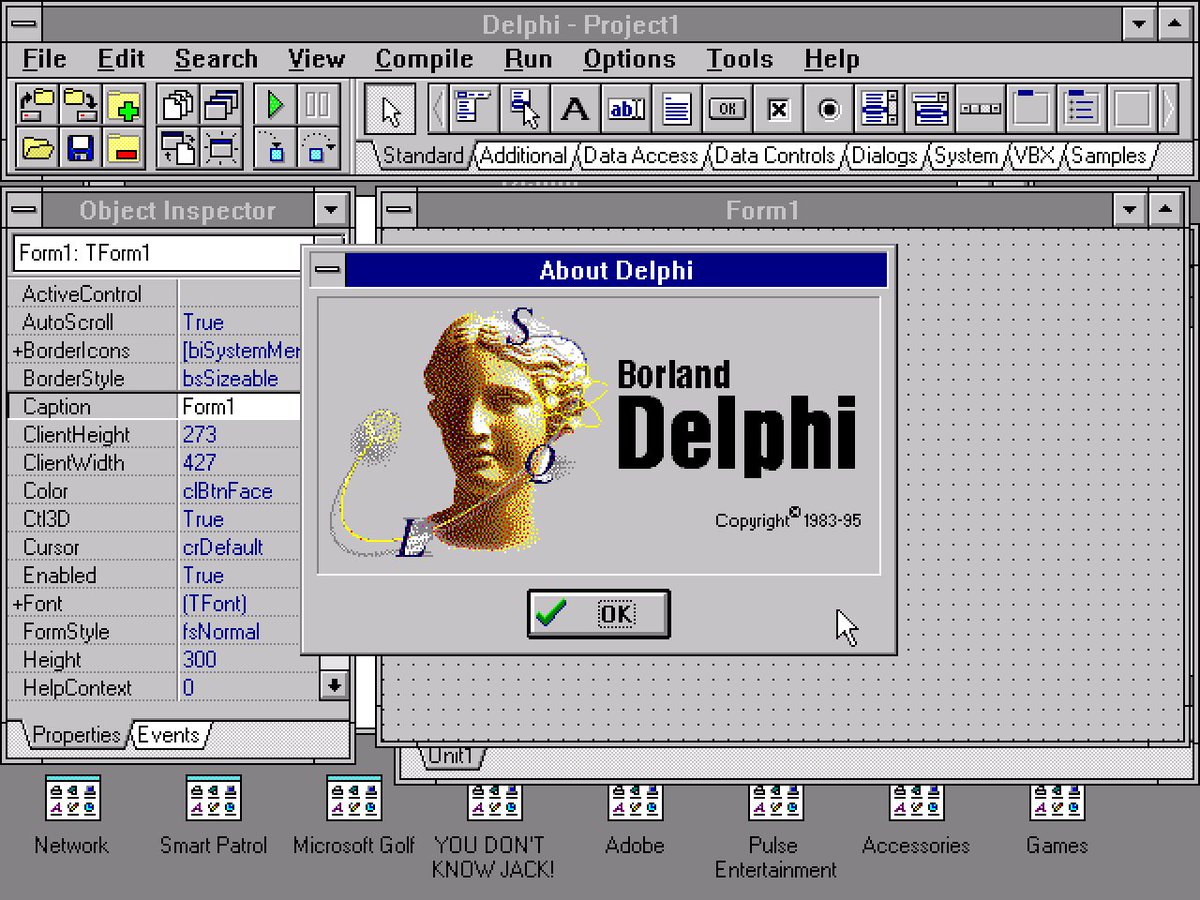 Delphi - Project1
File Edit Search View Compile Run Options Tools Help
A ab OK
Standard Additional Data Access Data Controls Dialogs System VBX Samples
Object Inspector
Form1
Form1: TForm1
About Delphi
ActiveControl
AutoScroll True
+BorderIcons [biSystemMen
BorderStyle bsSizeable
Caption Form1
ClientHeight 273
ClientWidth 427
Color clBtnFace
Ctl3D True
Cursor crDefault
Enabled True
+Font (TFont)
FormStyle fsNormal
Height 300
HelpContext 0
Properties Events
S
Q
L
Borland
Delphi
Copyright© 1983-95
OK
Unit1
Network
Smart Patrol
Microsoft Golf
YOU DON'T
KNOW JACK!
Adobe
Pulse
Entertainment
Accessories
Games